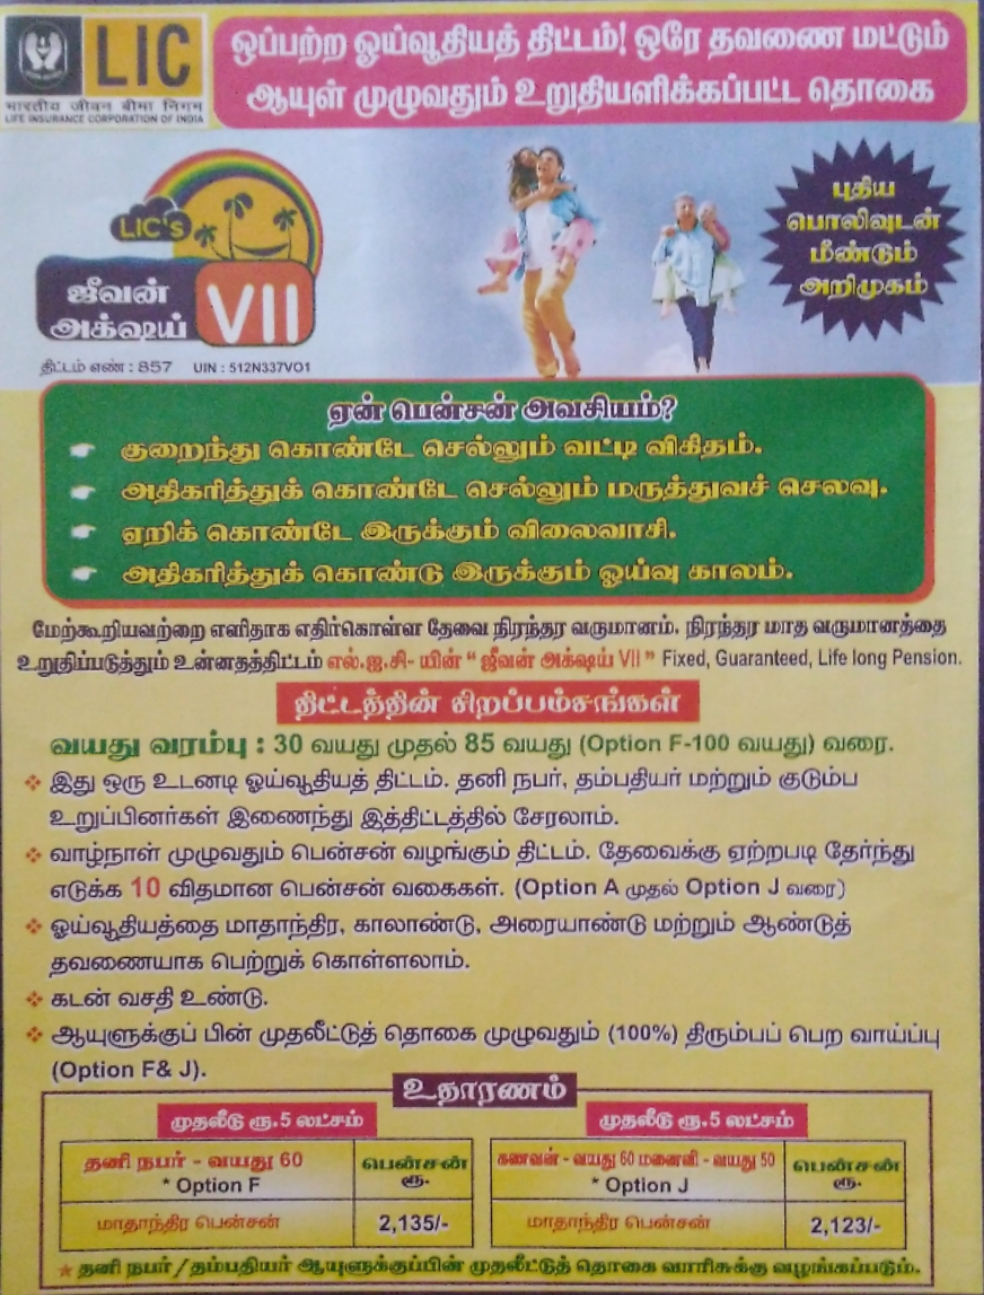 LIC
भारतीय जीवन बीमा निगम
LIFE INSURANCE CORPORATION OF INDIA
ஒப்பற்ற ஓய்வூதியத் திட்டம்! ஒரே தவணை மட்டும்
ஆயுள் முழுவதும் உறுதியளிக்கப்பட்ட தொகை
LIC's
ஜீவன்
அக்ஷய்
VII
திட்டம் எண் : 857 UIN : 512N337VO1
புதிய
பொலிவுடன்
மீண்டும்
அறிமுகம்
ஏன் பென்சன் அவசியம்?
குறைந்து கொண்டே செல்லும் வட்டி விகிதம்.
அதிகரித்துக் கொண்டே செல்லும் மருத்துவச் செலவு.
ஏறிக் கொண்டே இருக்கும் விலைவாசி.
அதிகரித்துக் கொண்டு இருக்கும் ஓய்வு காலம்.
மேற்கூறியவற்றை எளிதாக எதிர்கொள்ள தேவை நிரந்தர வருமானம். நிரந்தர மாத வருமானத்தை
உறுதிப்படுத்தும் உன்னதத்திட்டம் எல்.ஐ.சி- யின் " ஜீவன் அக்ஷய் VII " Fixed, Guaranteed, Life long Pension.
திட்டத்தின் சிறப்பம்சங்கள்
வயது வரம்பு : 30 வயது முதல் 85 வயது (Option F-100 வயது) வரை.
❖ இது ஒரு உடனடி ஓய்வூதியத் திட்டம். தனி நபர், தம்பதியர் மற்றும் குடும்ப
உறுப்பினர்கள் இணைந்து இத்திட்டத்தில் சேரலாம்.
❖ வாழ்நாள் முழுவதும் பென்சன் வழங்கும் திட்டம். தேவைக்கு ஏற்றபடி தேர்ந்து
எடுக்க 10 விதமான பென்சன் வகைகள். (Option A முதல் Option J வரை)
❖ ஓய்வூதியத்தை மாதாந்திர, காலாண்டு, அரையாண்டு மற்றும் ஆண்டுத்
தவணையாக பெற்றுக் கொள்ளலாம்.
❖ கடன் வசதி உண்டு.
❖ ஆயுளுக்குப் பின் முதலீட்டுத் தொகை முழுவதும் (100%) திரும்பப் பெற வாய்ப்பு
(Option F& J).
உதாரணம்
முதலீடு ரூ.5 லட்சம்
தனி நபர் - வயது 60
* Option F
பென்சன்
ரூ.
மாதாந்திர பென்சன் 2,135/-
முதலீடு ரூ.5 லட்சம்
கணவன் - வயது 60 மனைவி - வயது 50
* Option J
பென்சன்
ரூ.
மாதாந்திர பென்சன் 2,123/-
★ தனி நபர் / தம்பதியர் ஆயுளுக்குப்பின் முதலீட்டுத் தொகை வாரிசுக்கு வழங்கப்படும்.